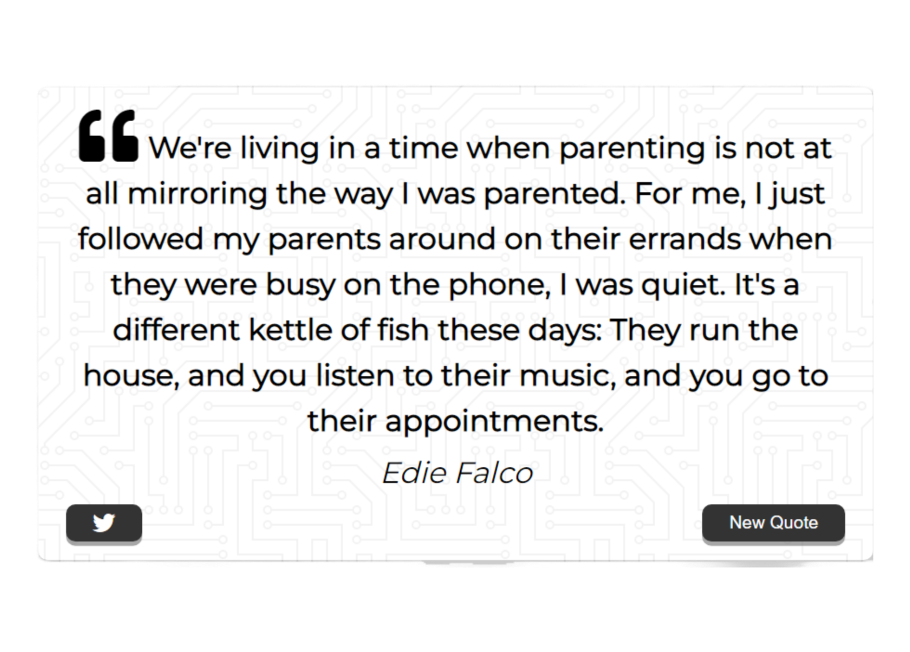 We're living in a time when parenting is not at
all mirroring the way I was parented. For me, I just
followed my parents around on their errands when
they were busy on the phone, I was quiet. It's a
different kettle of fish these days: They run the
house, and you listen to their music, and you go to
their appointments.
Edie Falco
New Quote